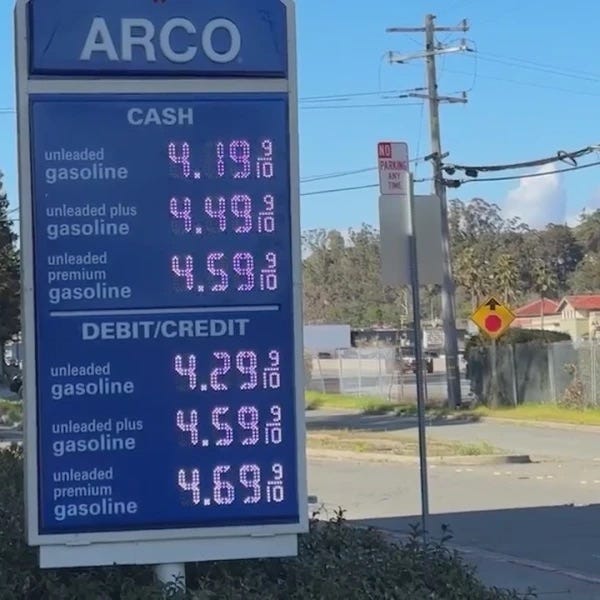 ARCO
CASH
unleaded
gasoline 4.19 9/10
unleaded plus
gasoline 4.49 9/10
unleaded
premium
gasoline 4.59 9/10
DEBIT/CREDIT
unleaded
gasoline 4.29 9/10
unleaded plus
gasoline 4.59 9/10
unleaded
premium
gasoline 4.69 9/10
NO
PARKING
ANY
TIME